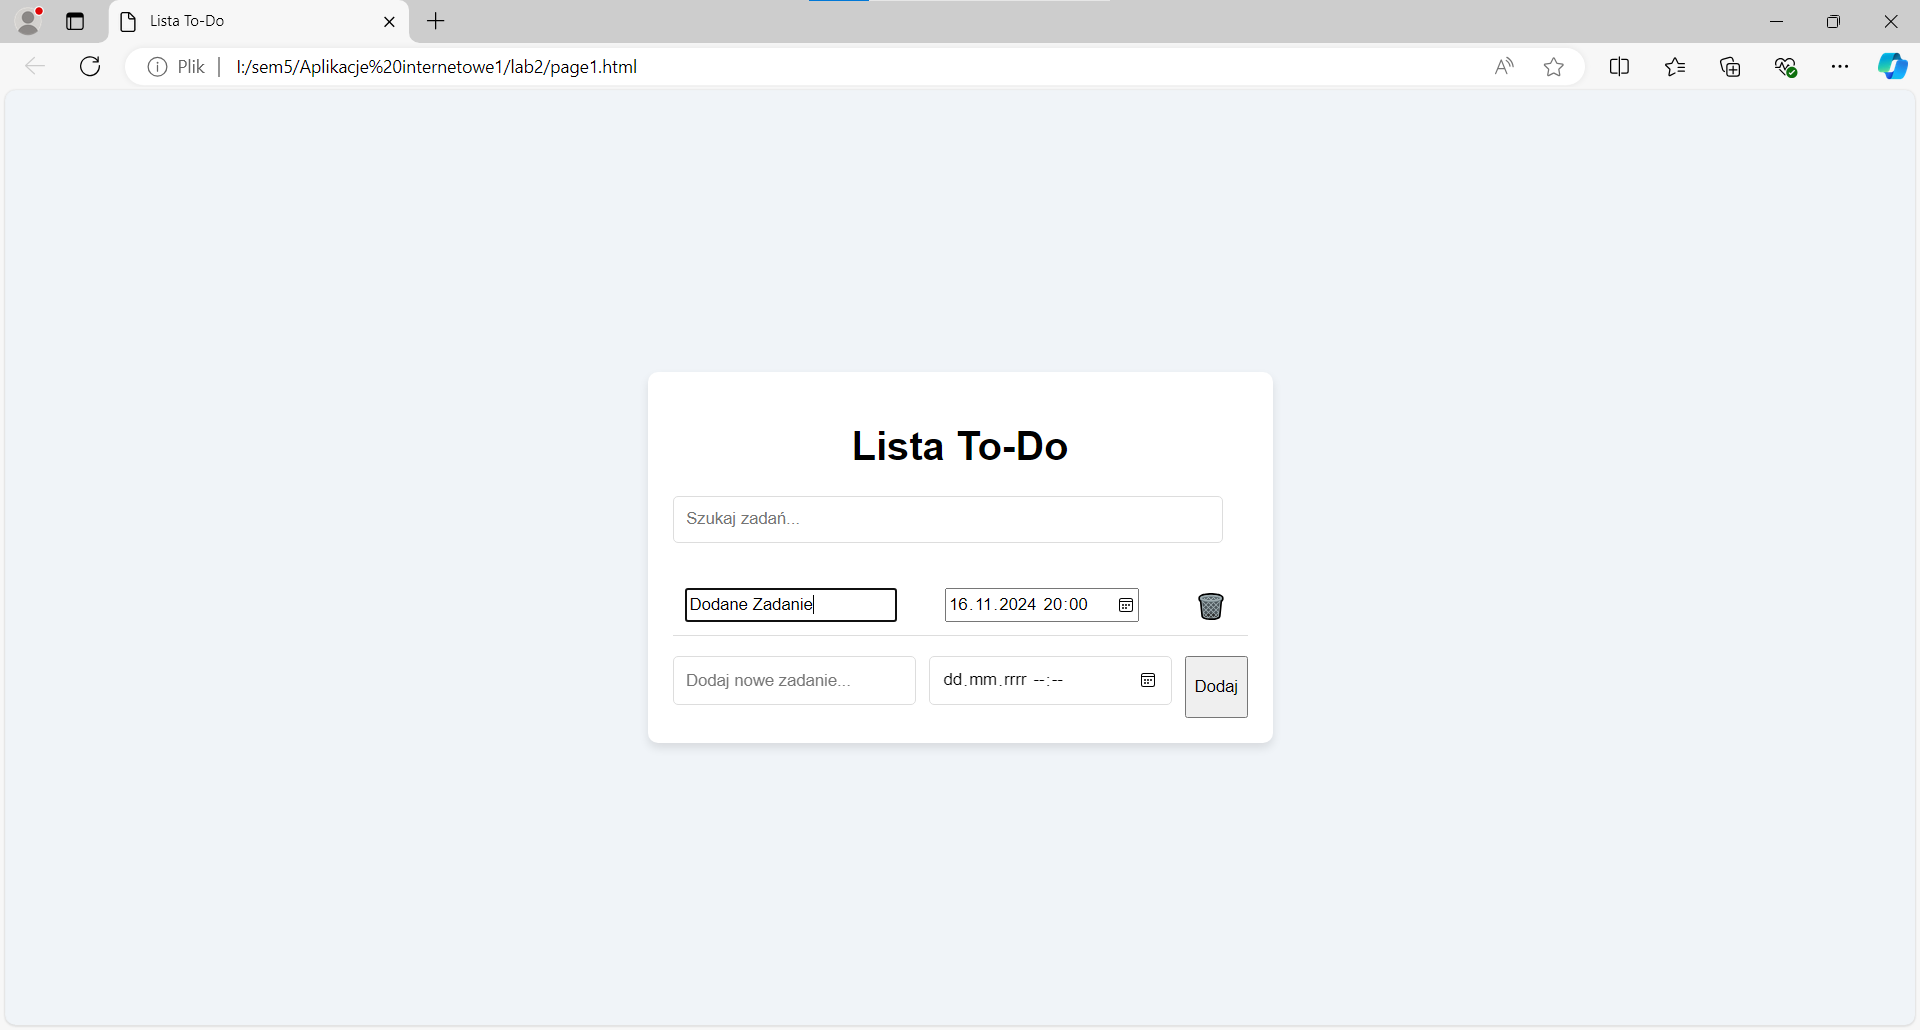 Lista To-Do
Plik
I:/sem5/Aplikacje%20internetowe1/lab2/page1.html
Lista To-Do
Szukaj zadań...
Dodane Zadanie
16.11.2024 20:00
Dodaj nowe zadanie...
dd.mm.rrrr --:--
Dodaj